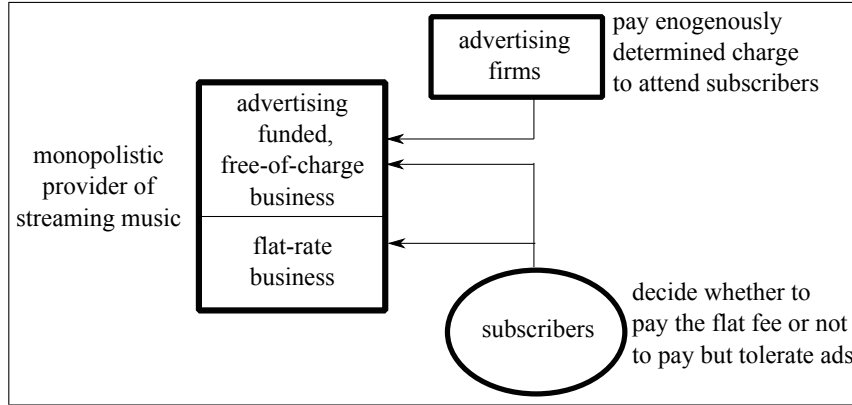 advertising
firms
pay enogenously
determined charge
to attend subscribers
monopolistic
provider of
streaming music
advertising
funded,
free-of-charge
business
flat-rate
business
subscribers
decide whether to
pay the flat fee or not
to pay but tolerate ads